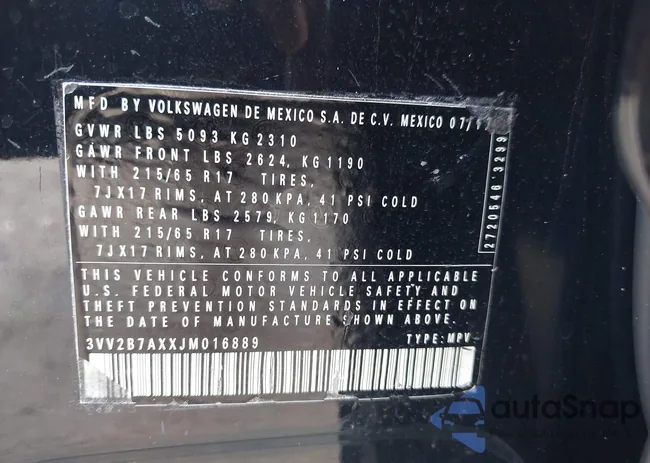 MFD BY VOLKSWAGEN DE MEXICO S.A. DE C.V. MEXICO 07/1
GVWR LBS 5093 KG 2310
GAWR FRONT LBS 2624, KG 1190
WITH 215/65 R17 TIRES,
7JX17 RIMS, AT 280 KPA, 41 PSI COLD
GAWR REAR LBS 2579, KG 1170
WITH 215/65 R17 TIRES,
7JX17 RIMS, AT 280 KPA, 41 PSI COLD
THIS VEHICLE CONFORMS TO ALL APPLICABLE
U.S. FEDERAL MOTOR VEHICLE SAFETY AND
THEFT PREVENTION STANDARDS IN EFFECT ON
THE DATE OF MANUFACTURE SHOWN ABOVE.
3VV2B7AXXJM016889 TYPE: MPV
2720546 3299
autoSnap